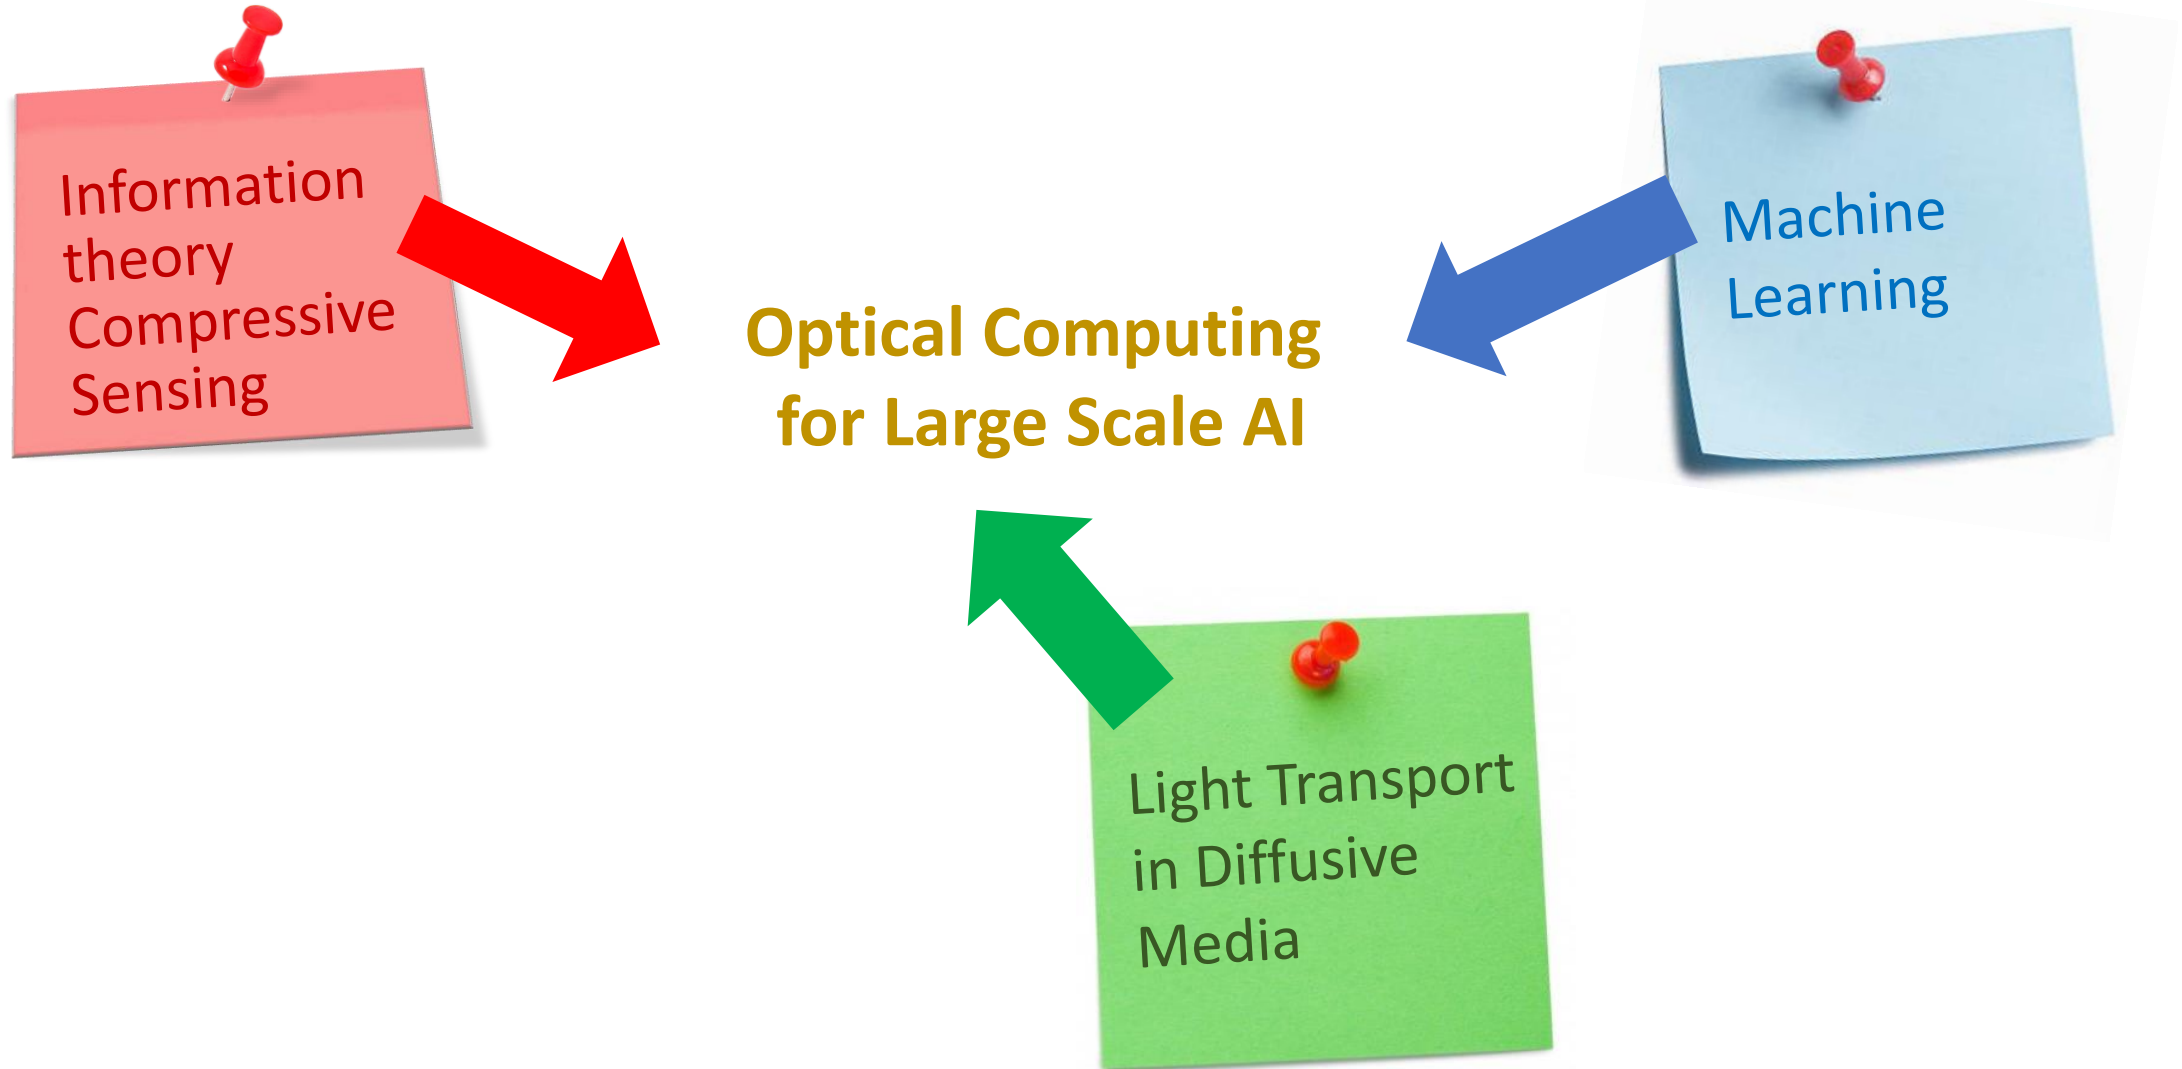 Information
theory
Compressive
Sensing
Machine
Learning
Optical Computing
for Large Scale AI
Light Transport
in Diffusive
Media